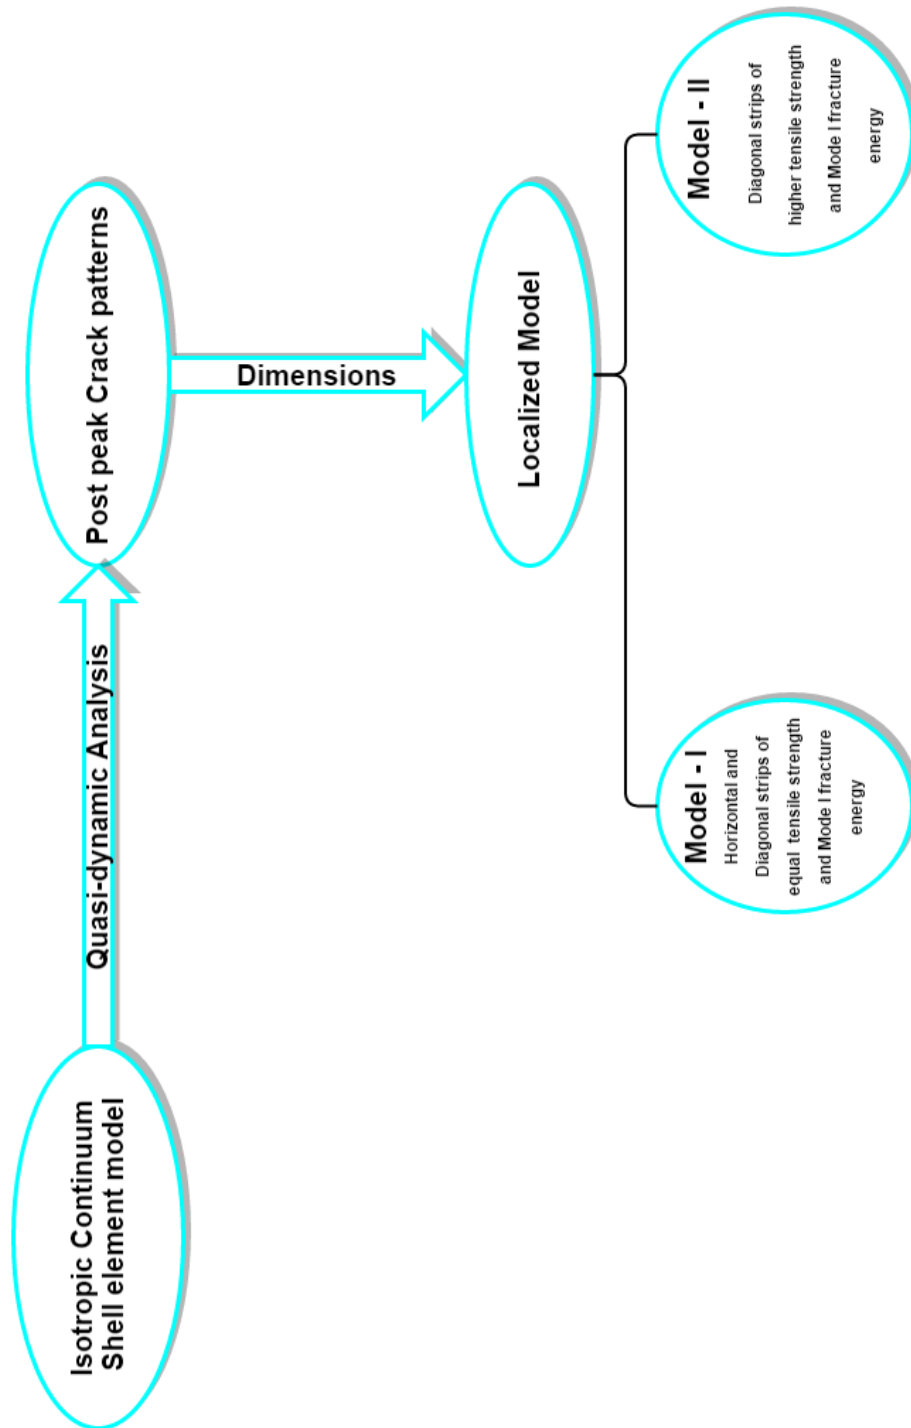 Isotropic Continuum
Shell element model
Quasi-dynamic Analysis
Post peak Crack patterns
Dimensions
Localized Model
Model - I
Horizontal and
Diagonal strips of
equal tensile strength
and Mode I fracture
energy
Model - II
Diagonal strips of
higher tensile strength
and Mode I fracture
energy